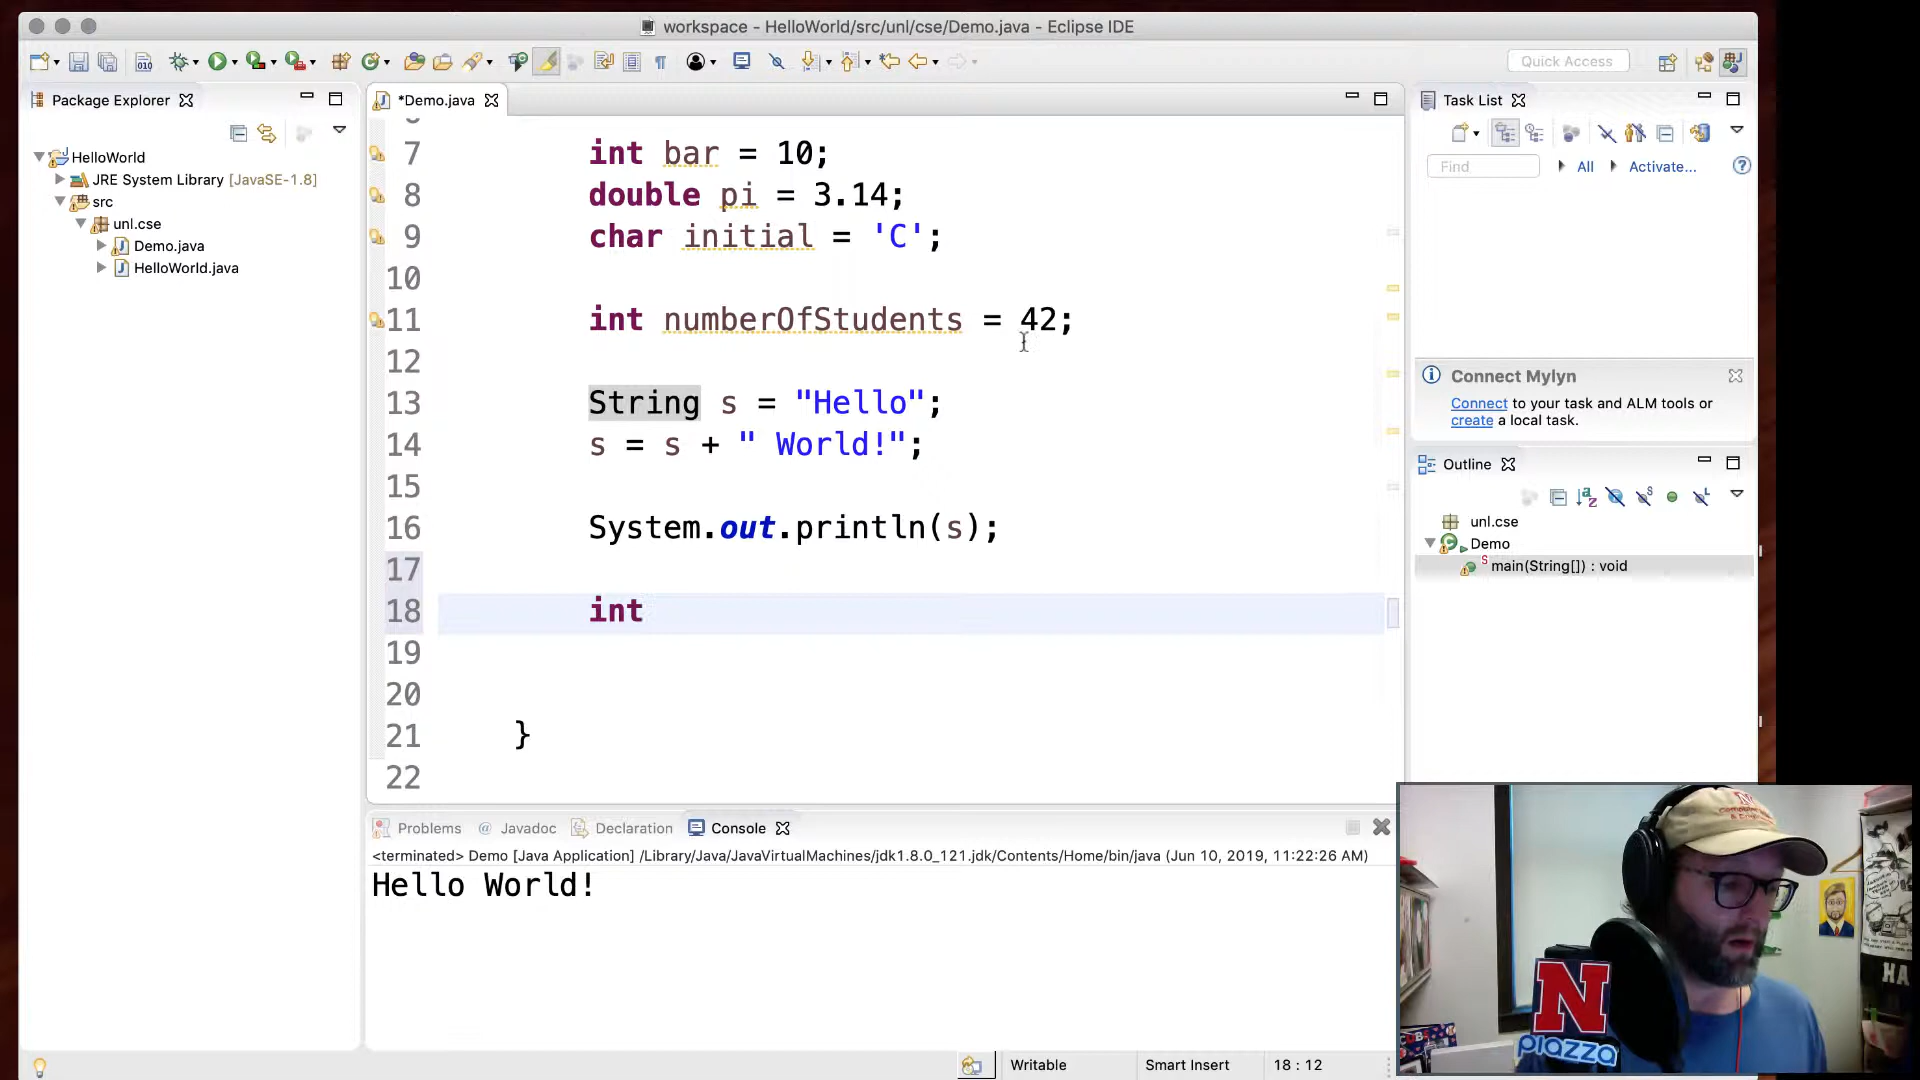 workspace - HelloWorld/src/unl/cse/Demo.java - Eclipse IDE
Quick Access
Package Explorer
HelloWorld
JRE System Library [JavaSE-1.8]
src
unl.cse
Demo.java
HelloWorld.java
*Demo.java
7 int bar = 10;
8 double pi = 3.14;
9 char initial = 'C';
10
11 int numberOfStudents = 42;
12
13 String s = "Hello";
14 s = s + " World!";
15
16 System.out.println(s);
17
18 int
19
20
21 }
22
Task List
Find
All
Activate...
Connect Mylyn
Connect to your task and ALM tools or
create a local task.
Outline
unl.cse
Demo
main(String[]) : void
Problems
Javadoc
Declaration
Console
<terminated> Demo [Java Application] /Library/Java/JavaVirtualMachines/jdk1.8.0_121.jdk/Contents/Home/bin/java (Jun 10, 2019, 11:22:26 AM)
Hello World!
Writable
Smart Insert
18 : 12
N
piazza
HA